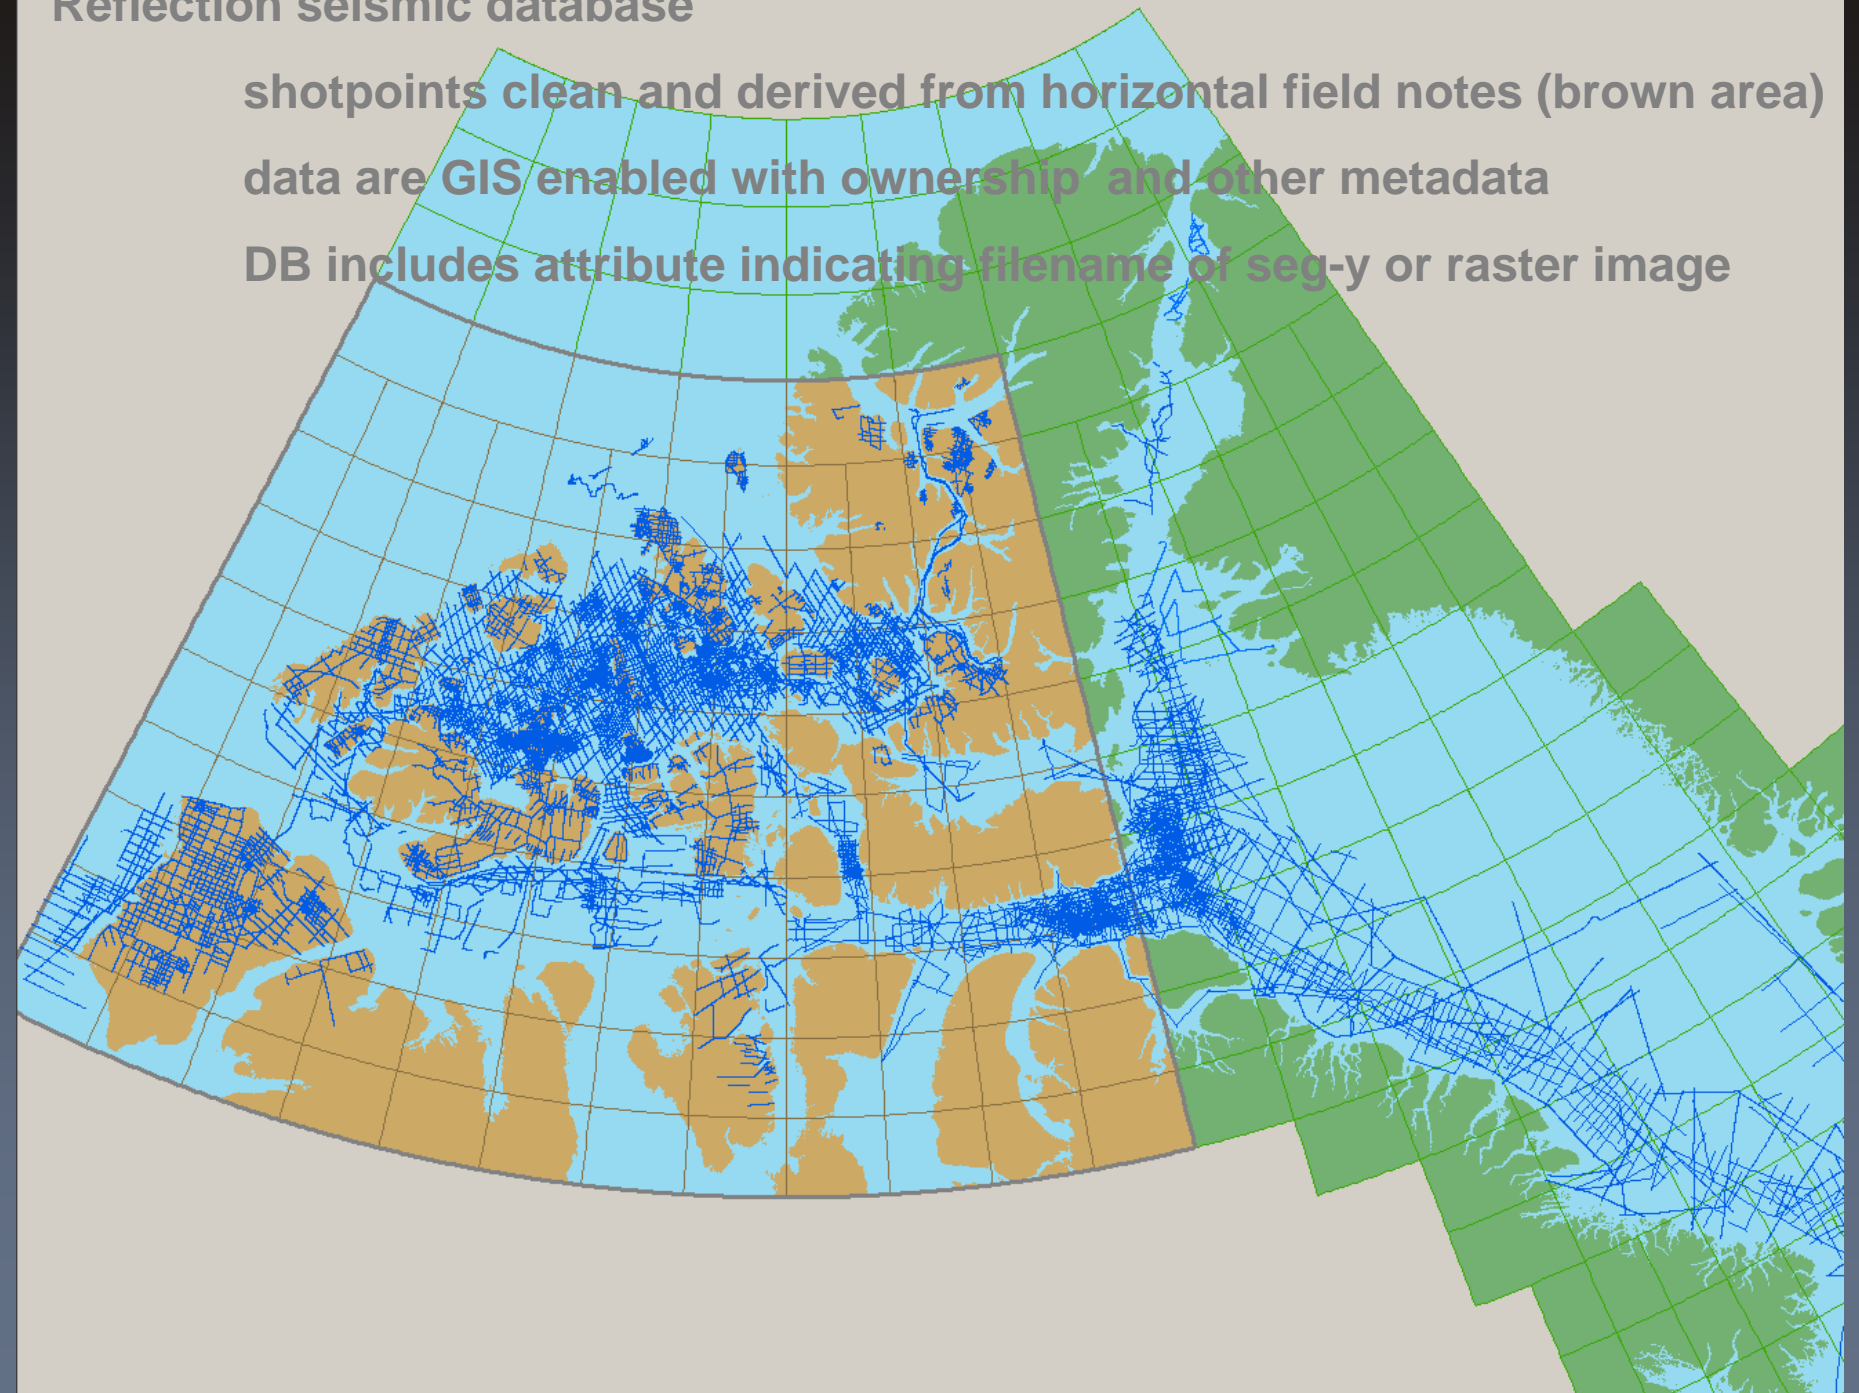 Reflection seismic database
shotpoints clean and derived from horizontal field notes (brown area)
data are GIS enabled with ownership and other metadata
DB includes attribute indicating filename of seg-y or raster image